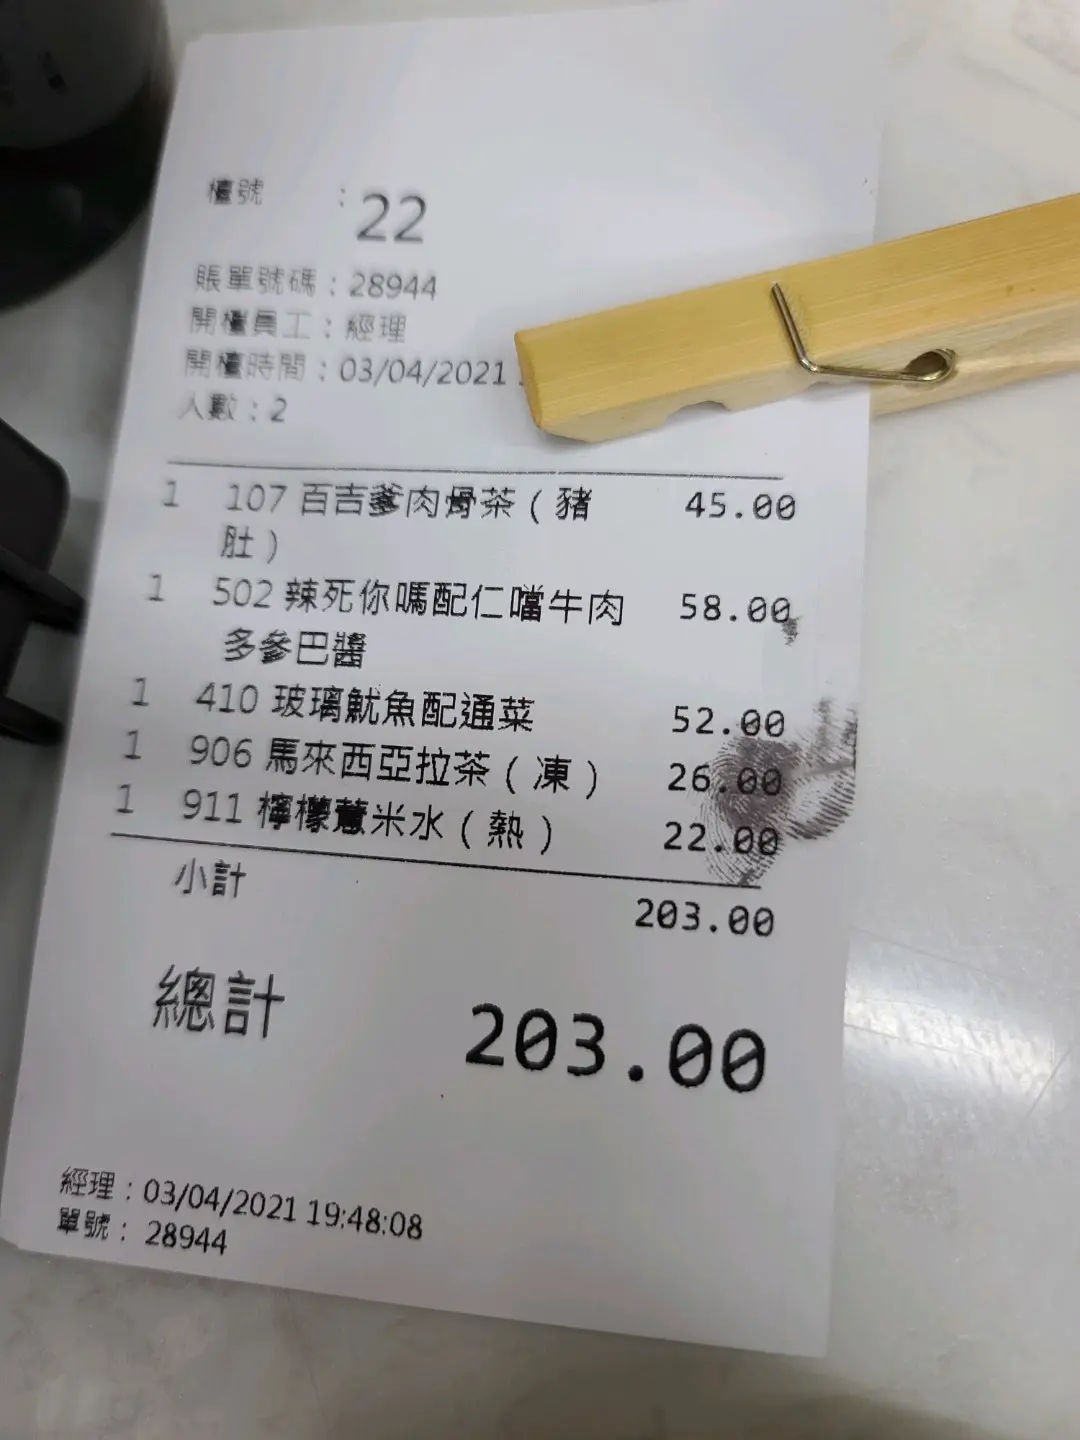 檯號 : 22
賬單號碼：28944
開檯員工：經理
開檯時間：03/04/2021
人數：2
1 107 百吉爹肉骨茶（豬 45.00
肚）
1 502 辣死你嗎配仁噹牛肉 58.00
多參巴醬
1 410 玻璃魷魚配通菜 52.00
1 906 馬來西亞拉茶（凍） 26.00
1 911 檸檬薏米水（熱） 22.00
小計 203.00
總計 203.00
經理：03/04/2021 19:48:08
單號：28944